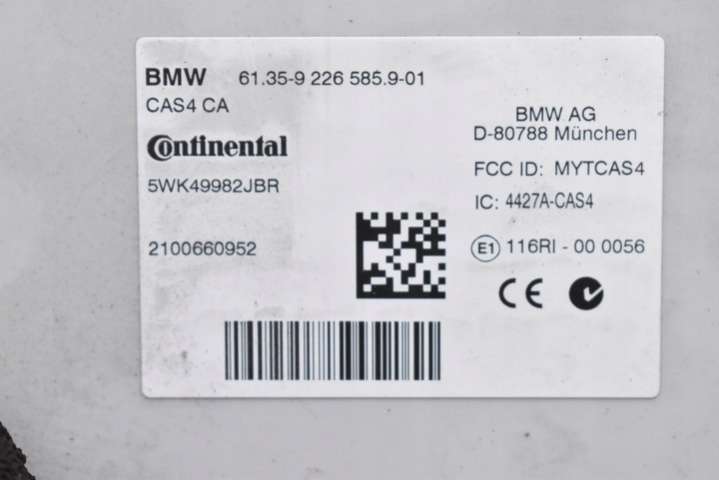 BMW 61.35-9 226 585.9-01
CAS4 CA
Continental
5WK49982JBR
2100660952
BMW AG
D-80788 München
FCC ID: MYTCAS4
IC: 4427A-CAS4
E1 116RI - 00 0056
CE